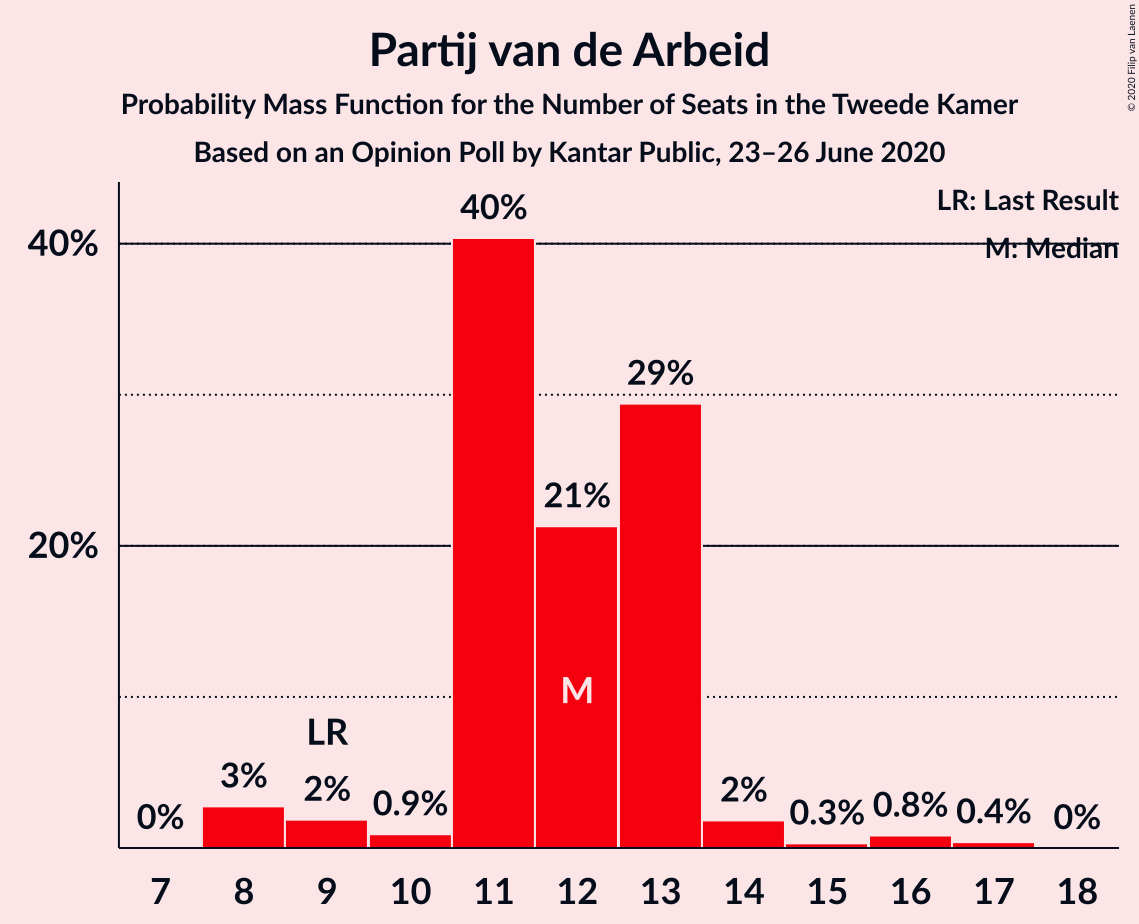 Partij van de Arbeid
Probability Mass Function for the Number of Seats in the Tweede Kamer
Based on an Opinion Poll by Kantar Public, 23–26 June 2020
© 2020 Filip van Laenen
LR: Last Result
M: Median
40%
20%
0%
3%
LR
2%
0.9%
40%
21%
M
29%
2%
0.3%
0.8%
0.4%
0%
7 8 9 10 11 12 13 14 15 16 17 18